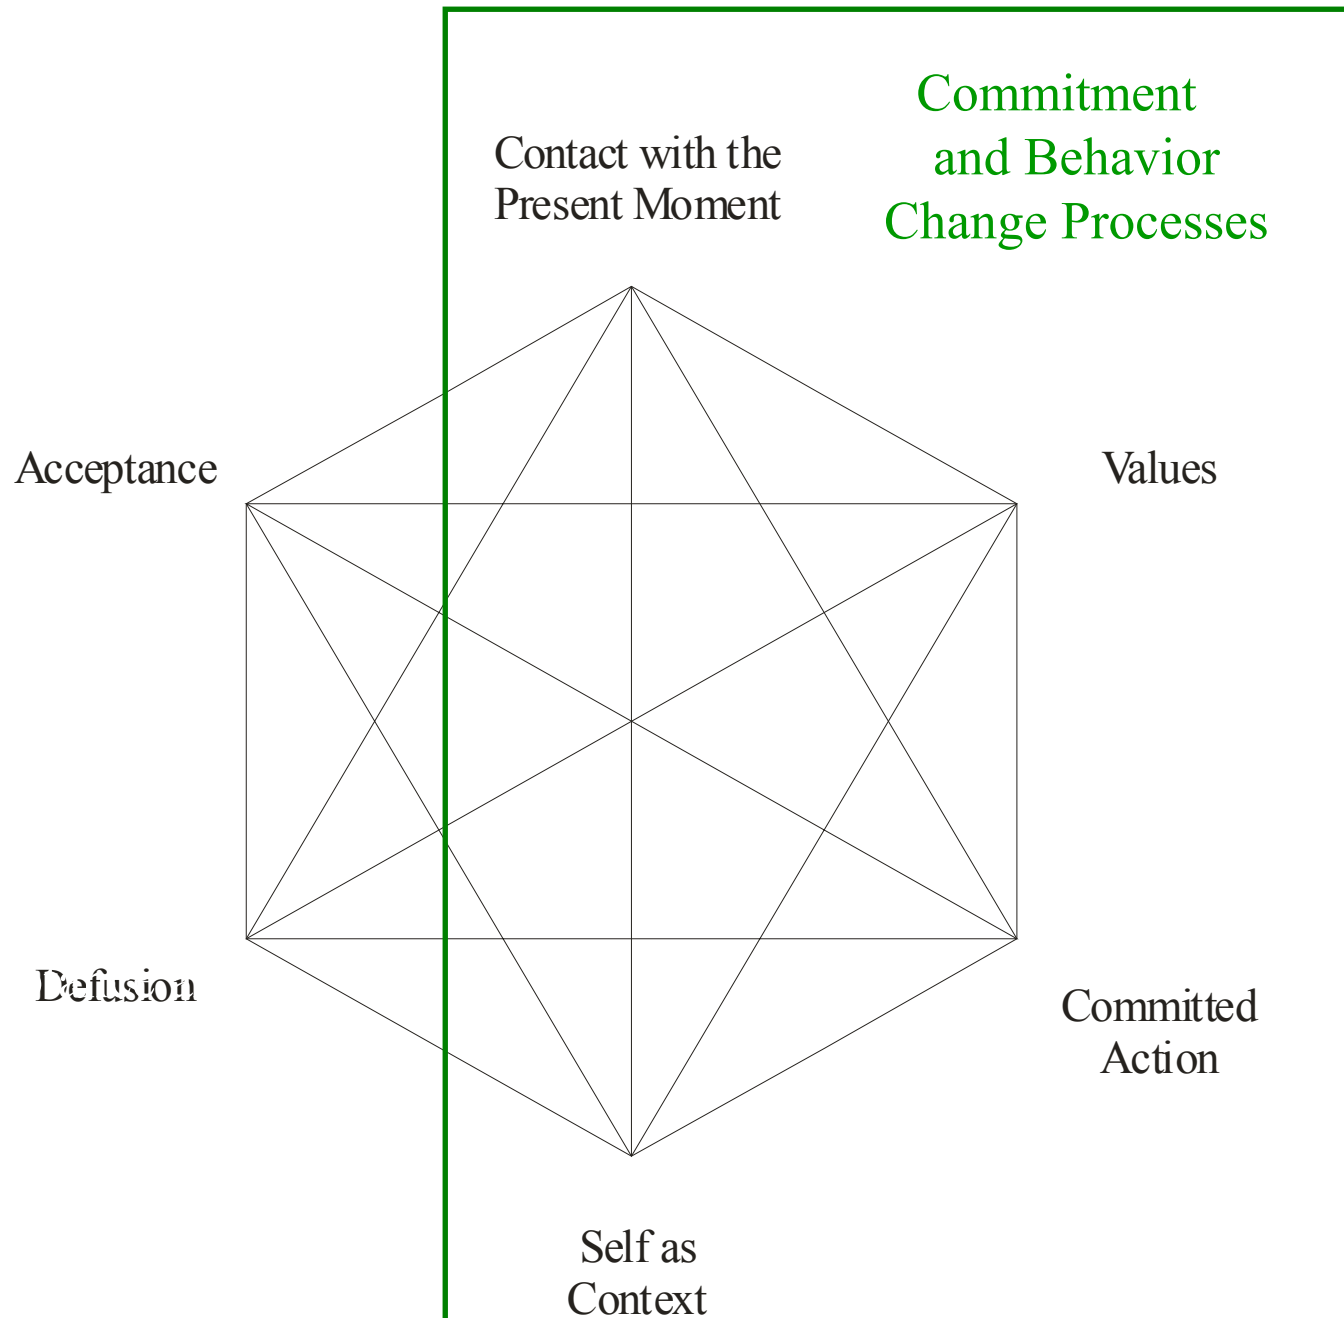 Commitment
and Behavior
Change Processes
Contact with the
Present Moment
Acceptance
Values
Defusion
Committed
Action
Self as
Context